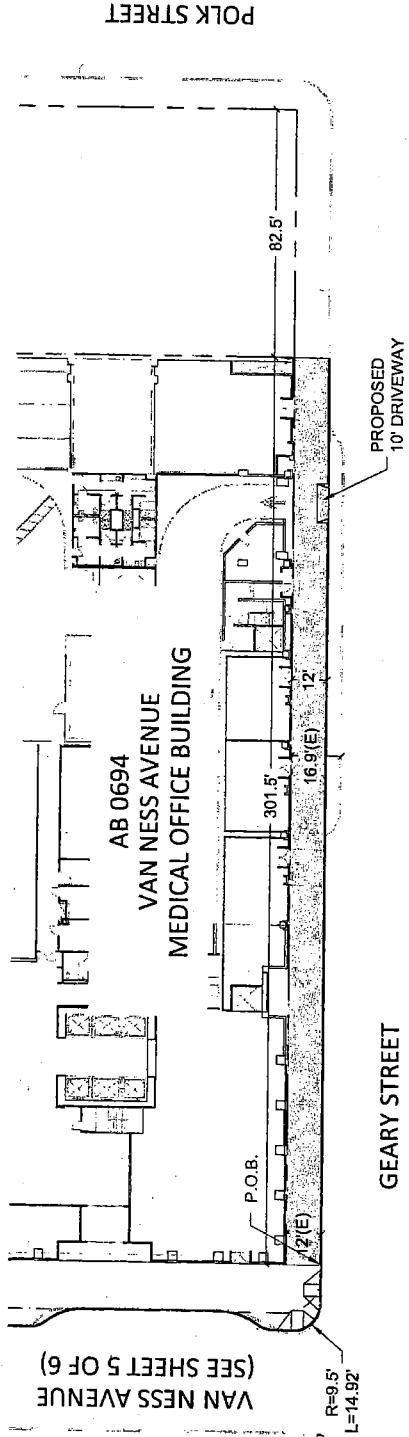 POLK STREET
82.5'
PROPOSED
10' DRIVEWAY
AB 0694
VAN NESS AVENUE
MEDICAL OFFICE BUILDING
301.5'
12'
16.9'(E)
GEARY STREET
P.O.B.
12'(E)
VAN NESS AVENUE
(SEE SHEET 5 OF 6)
R=9.5'
L=14.92'